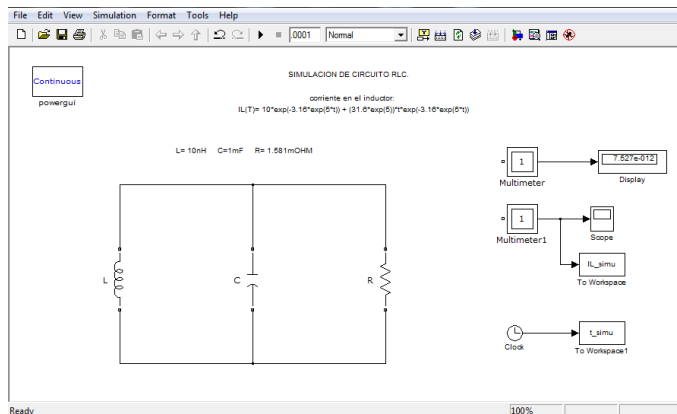 File Edit View Simulation Format Tools Help
.0001 Normal
Continuous
powergui
SIMULACION DE CIRCUITO RLC.
corriente en el inductor:
IL(T)= 10*exp(-3.16*exp(5*t)) + (31.6*exp(5))*t*exp(-3.16*exp(5*t))
L= 10nH C=1mF R= 1.581mOHM
1
Multimeter
7.527e-012
Display
1
Multimeter1
Scope
IL_simu
To Workspace
L
C
R
Clock
t_simu
To Workspace1
Ready
100%